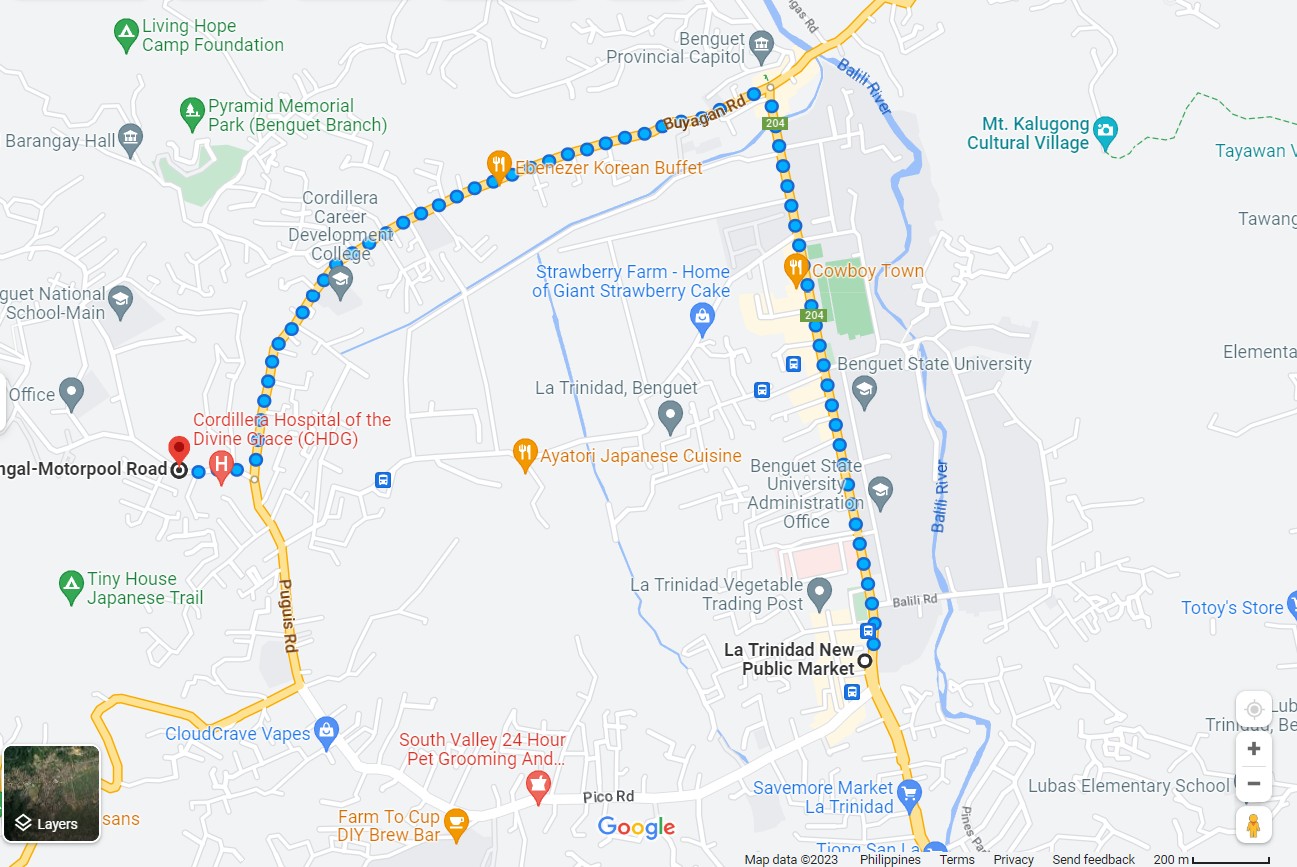 Living Hope
Camp Foundation
Benguet
Provincial Capitol
ngas Rd
Balili River
Pyramid Memorial
Park (Benguet Branch)
Barangay Hall
Buyagan Rd
204
Mt. Kalugong
Cultural Village
Tayawan V
Ebenezer Korean Buffet
Cordillera
Career
Development
College
Tawang
Strawberry Farm - Home
of Giant Strawberry Cake
Cowboy Town
guet National
School-Main
204
Elementa
Benguet State University
Office
La Trinidad, Benguet
Cordillera Hospital of the
Divine Grace (CHDG)
H
ngal-Motorpool Road
Ayatori Japanese Cuisine
Benguet State
University
Administration
Office
Balili River
Tiny House
Japanese Trail
La Trinidad Vegetable
Trading Post
Balili Rd
Totoy's Store
Puguis Rd
La Trinidad New
Public Market
Lub
Trinidad, Be
CloudCrave Vapes
South Valley 24 Hour
Pet Grooming And...
Pico Rd
Savemore Market
La Trinidad
Lubas Elementary School
Layers
sans
Farm To Cup
DIY Brew Bar
Google
Pines Pa
Tiong San La
Map data ©2023 Philippines Terms Privacy Send feedback 200 m